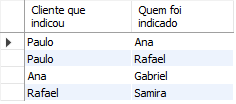 Cliente que indicou Quem foi indicado
Paulo Ana
Paulo Rafael
Ana Gabriel
Rafael Samira